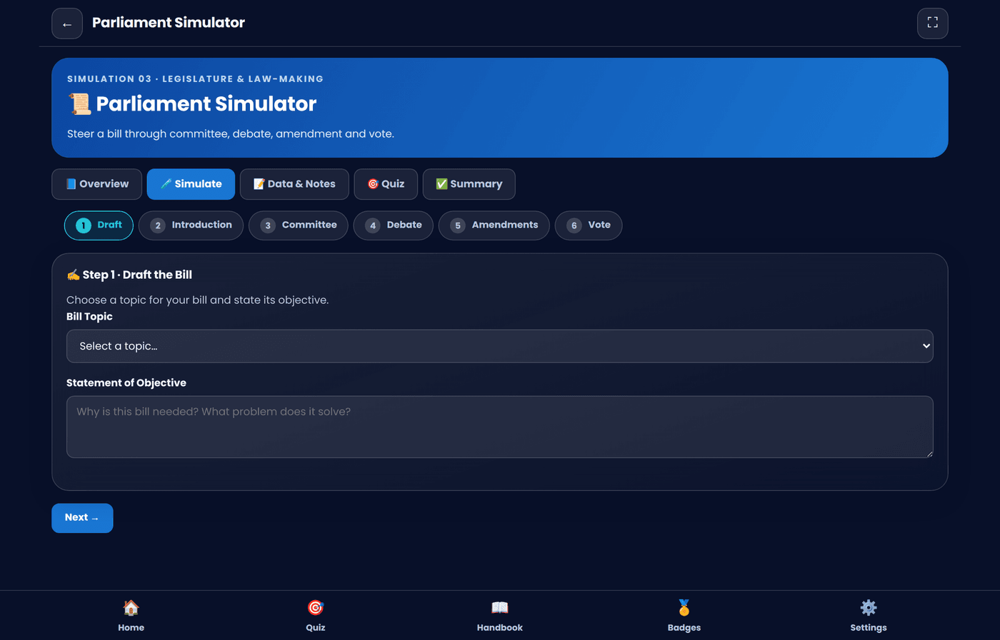 ← Parliament Simulator
SIMULATION 03 · LEGISLATURE & LAW-MAKING
📜 Parliament Simulator
Steer a bill through committee, debate, amendment and vote.
📘 Overview
🧪 Simulate
📝 Data & Notes
🎯 Quiz
✅ Summary
1 Draft
2 Introduction
3 Committee
4 Debate
5 Amendments
6 Vote
✍️ Step 1 · Draft the Bill
Choose a topic for your bill and state its objective.
Bill Topic
Select a topic...
Statement of Objective
Why is this bill needed? What problem does it solve?
Next →
Home
Quiz
Handbook
Badges
Settings